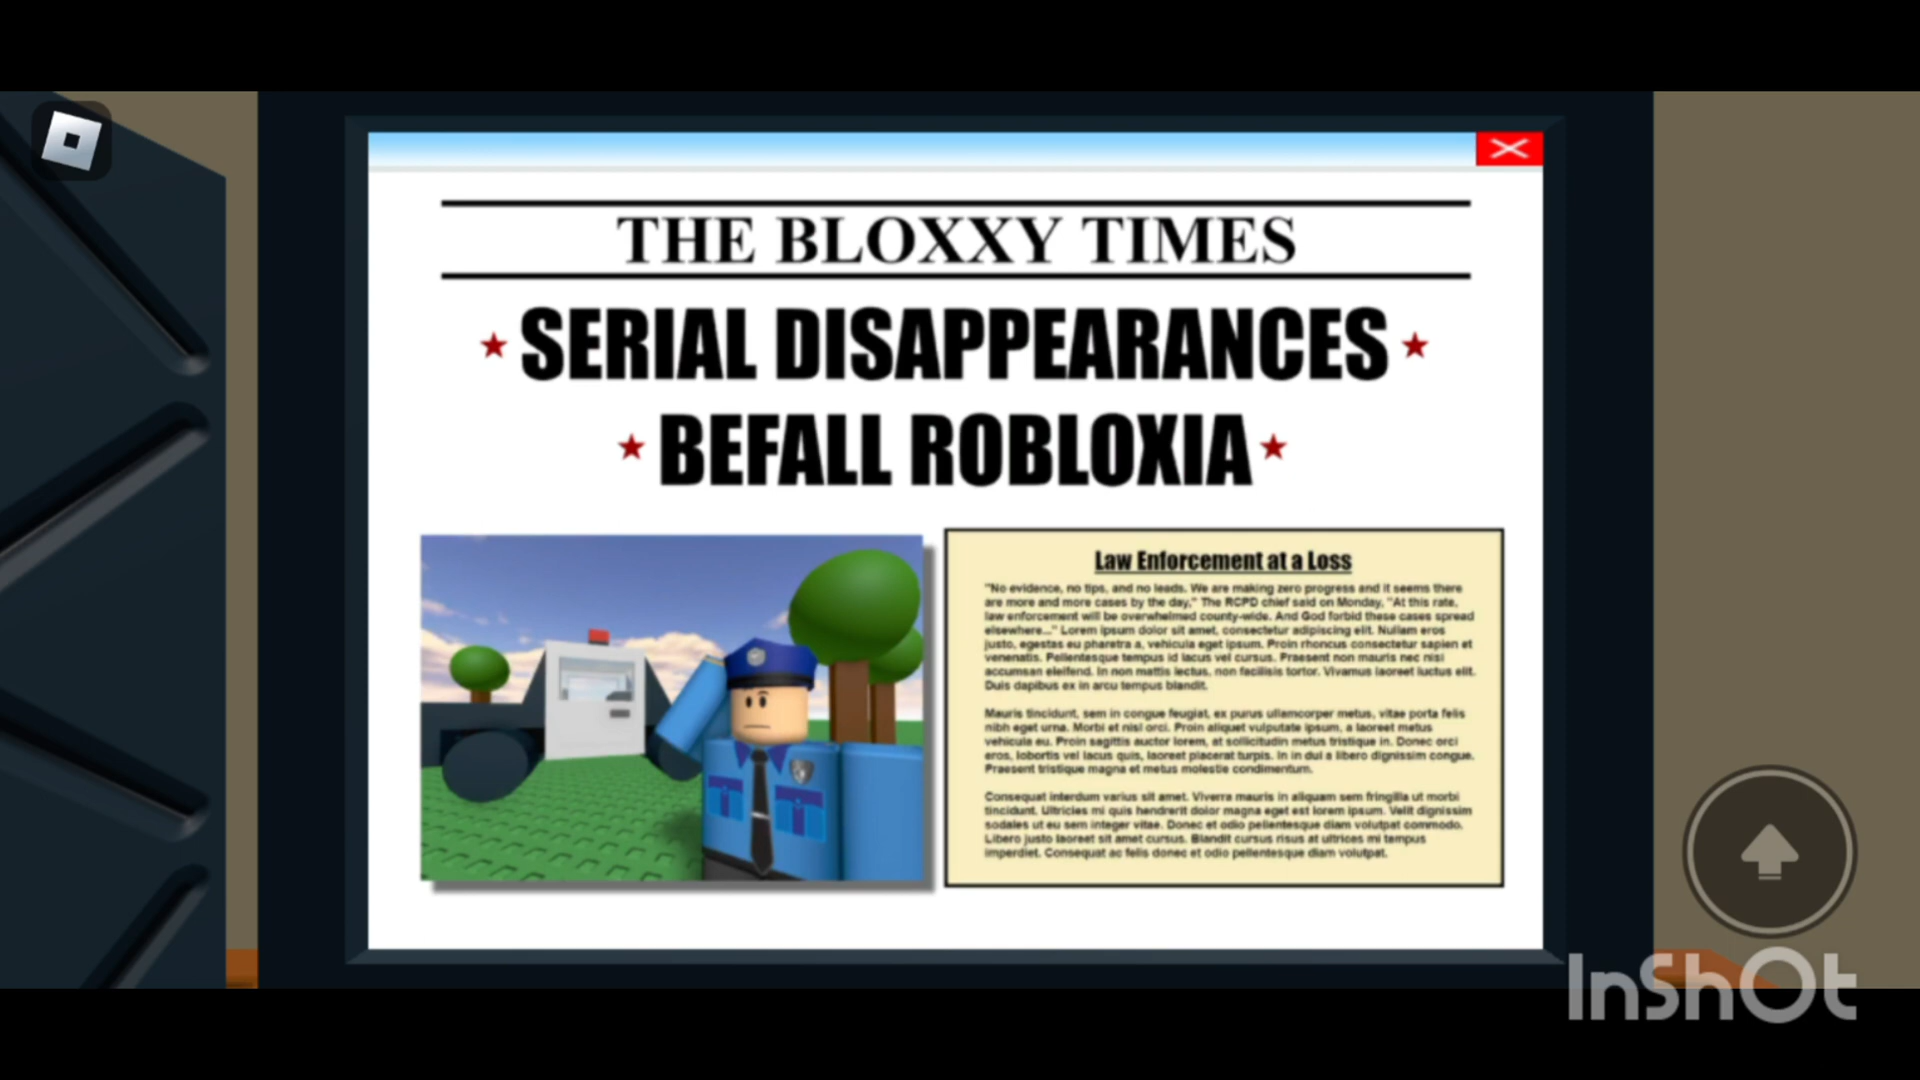 THE BLOXXY TIMES
SERIAL DISAPPEARANCES
BEFALL ROBLOXIA
Law Enforcement at a Loss
"No evidence, no tips, and no leads. We are making zero progress and it seems there
are more and more cases by the day," The RCPD chief said on Monday, "At this rate,
law enforcement will be overwhelmed county-wide. And God forbid these cases spread
elsewhere..." Lorem ipsum dolor sit amet, consectetur adipiscing elit. Nullam eros
justo, egestas eu pharetra a, vehicula eget ipsum. Proin rhoncus consectetur sapien et
venenatis. Pellentesque tempus id lacus vel cursus. Praesent non mauris nec nisl
accumsan eleifend. In non mattis lectus, non facilisis tortor. Vivamus laoreet luctus elit.
Duis dapibus ex in arcu tempus blandit.
Mauris tincidunt, sem in congue feugiat, ex purus ullamcorper metus, vitae porta felis
nibh eget urna. Morbi et nisl orci. Proin aliquet vulputate ipsum, a laoreet metus
vehicula eu. Proin sagittis auctor lorem, at sollicitudin metus tristique in. Donec orci
eros, lobortis vel lacus quis, laoreet placerat turpis. In in dui a libero dignissim congue.
Praesent tristique magna et metus molestie condimentum.
Consequat interdum varius sit amet. Viverra mauris in aliquam sem fringilla ut morbi
tincidunt. Ultricies mi quis hendrerit dolor magna eget est lorem ipsum. Velit dignissim
sodales ut eu sem integer vitae. Donec et odio pellentesque diam volutpat commodo.
Libero justo laoreet sit amet cursus. Blandit cursus risus at ultrices mi tempus
imperdiet. Consequat ac felis donec et odio pellentesque diam volutpat.
InShOt